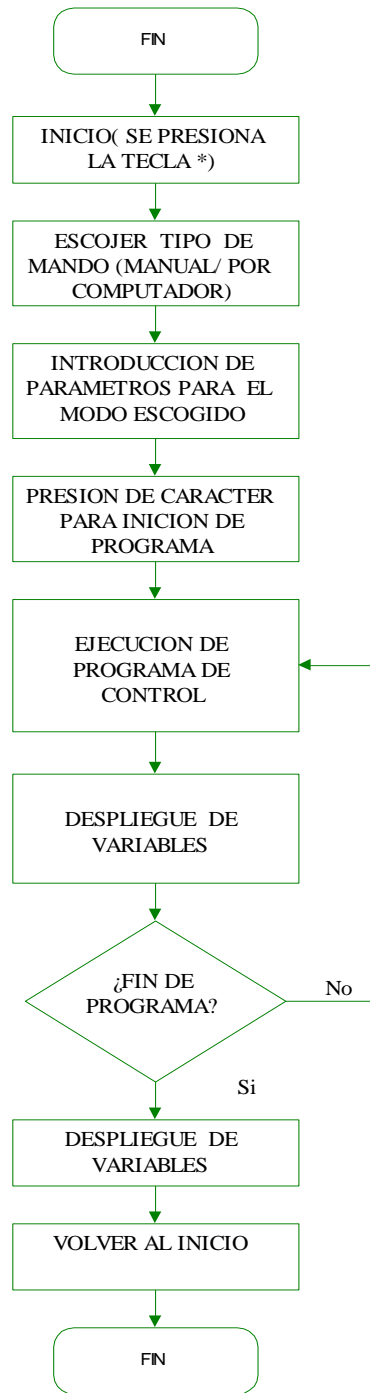 FIN
INICIO( SE PRESIONA
LA TECLA *)
ESCOJER TIPO DE
MANDO (MANUAL/ POR
COMPUTADOR)
INTRODUCCION DE
PARAMETROS PARA EL
MODO ESCOGIDO
PRESION DE CARACTER
PARA INICION DE
PROGRAMA
EJECUCION DE
PROGRAMA DE
CONTROL
DESPLIEGUE DE
VARIABLES
¿FIN DE
PROGRAMA?
No
Si
DESPLIEGUE DE
VARIABLES
VOLVER AL INICIO
FIN